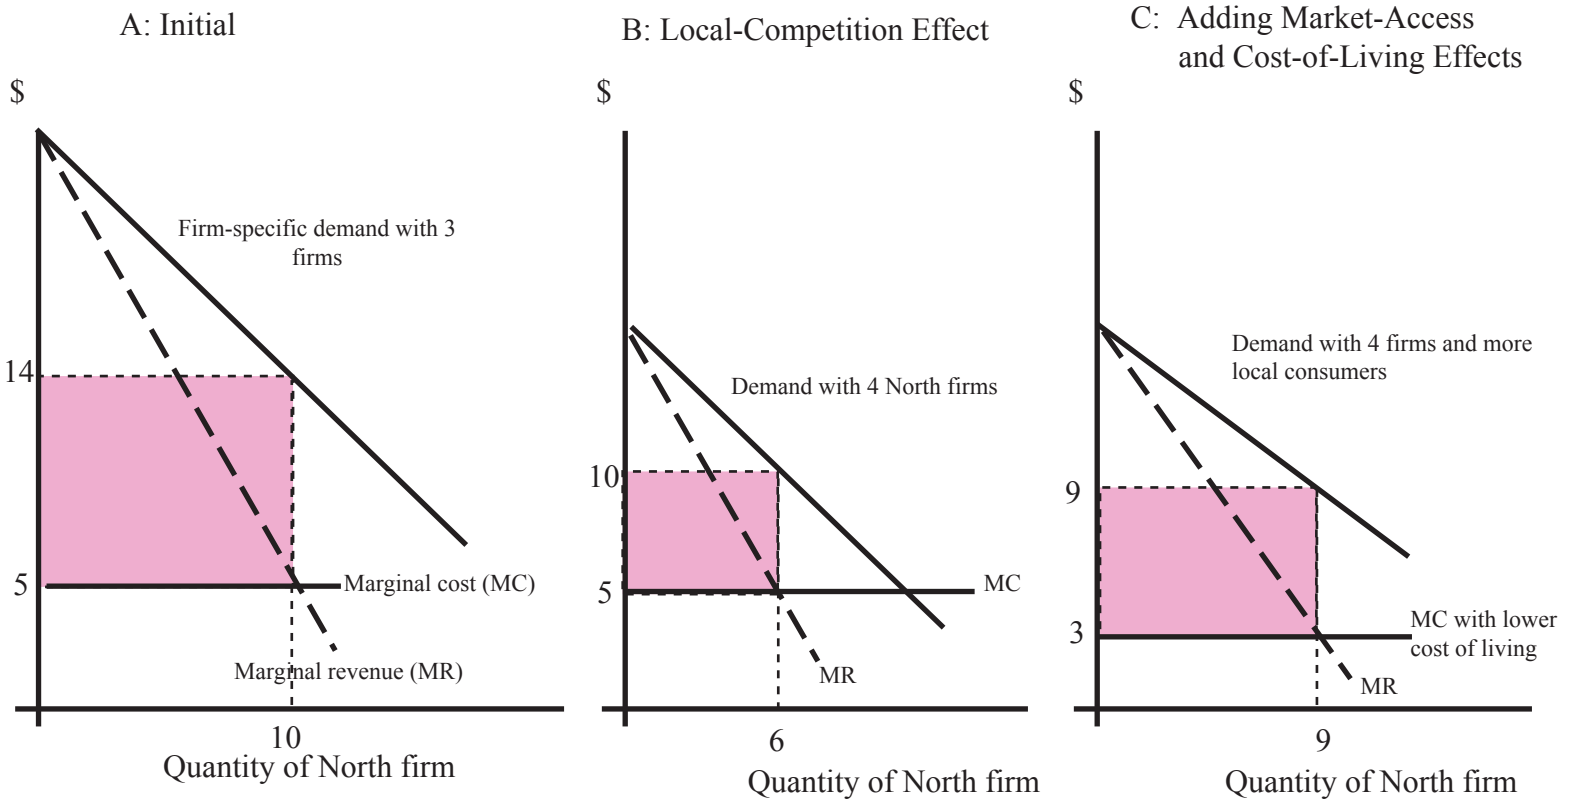 A: Initial
$
Firm-specific demand with 3
firms
14
5
Marginal cost (MC)
Marginal revenue (MR)
10
Quantity of North firm
B: Local-Competition Effect
$
Demand with 4 North firms
10
5
MC
MR
6
Quantity of North firm
C: Adding Market-Access
and Cost-of-Living Effects
$
Demand with 4 firms and more
local consumers
9
3
MC with lower
cost of living
MR
9
Quantity of North firm